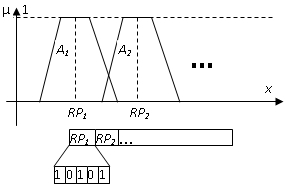 μ 1
A1 A2 ...
x
RP1 RP2
RP1 RP2 ...
1 0 1 0 1